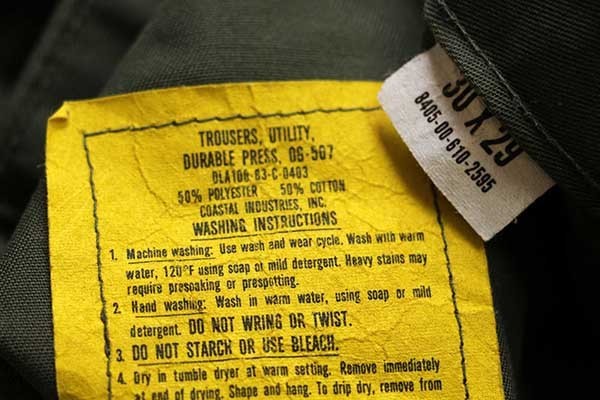 TROUSERS, UTILITY,
DURABLE PRESS, OG-507
DLA100-83-C-0403
50% POLYESTER 50% COTTON
COASTAL INDUSTRIES, INC.
WASHING INSTRUCTIONS
1. Machine washing: Use wash and wear cycle. Wash with warm
water, 120°F using soap or mild detergent. Heavy stains may
require presoaking or prespotting.
2. Hand washing: Wash in warm water, using soap or mild
detergent. DO NOT WRING OR TWIST.
3. DO NOT STARCH OR USE BLEACH.
4. Dry in tumble dryer at warm setting. Remove immediately
at end of drying. Shape and hang. To drip dry, remove from
30 X 29
8405-00-610-2595